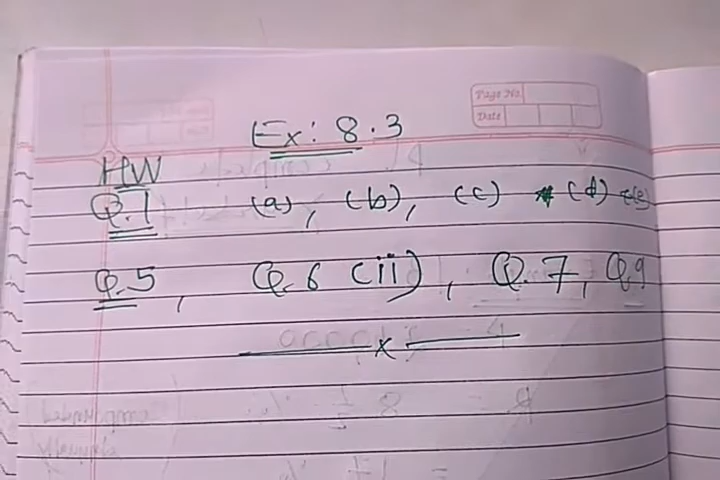 Page No.
Date
Ex: 8.3
HW
Q.1 (a), (b), (c) (d) (e)
Q.5, Q.6 (ii), Q.7, Q.9
x